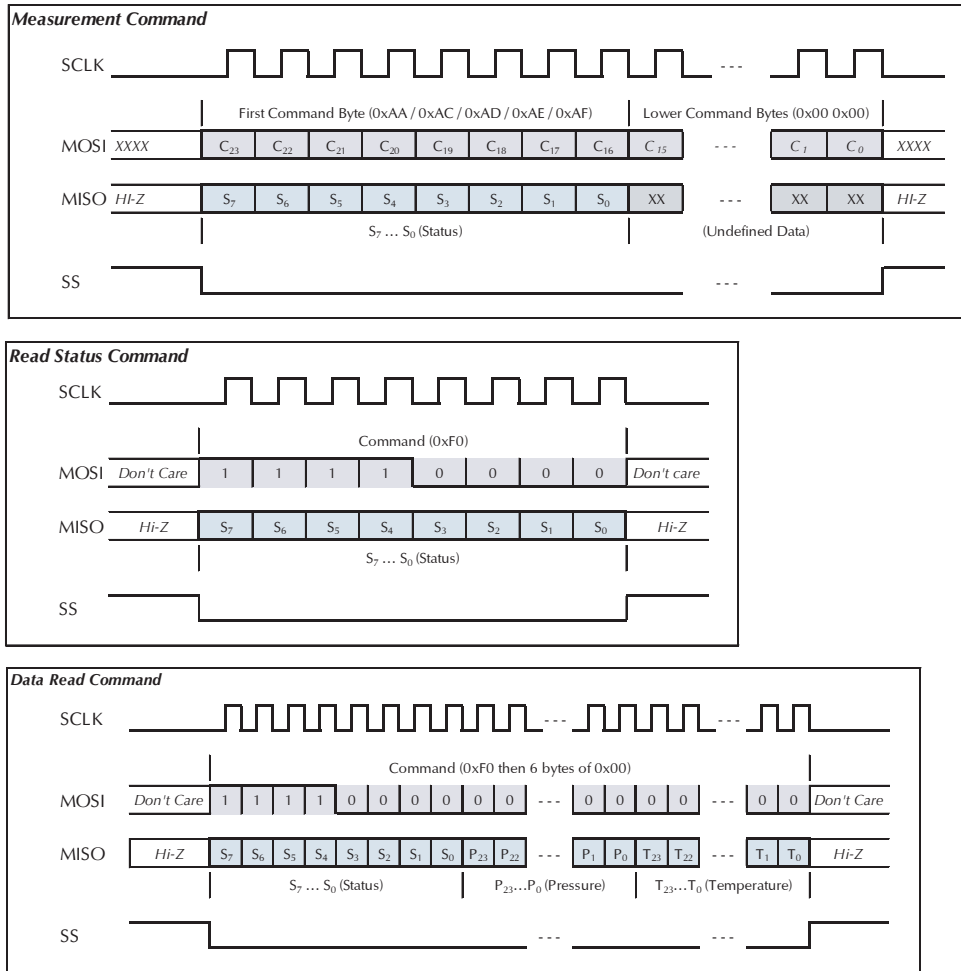 Measurement Command
SCLK
- - -
First Command Byte (0xAA / 0xAC / 0xAD / 0xAE / 0xAF) Lower Command Bytes (0x00 0x00)
MOSI XXXX C23 C22 C21 C20 C19 C18 C17 C16 C15 - - - C1 C0 XXXX
MISO HI-Z S7 S6 S5 S4 S3 S2 S1 S0 XX - - - XX XX HI-Z
S7 ... S0 (Status) (Undefined Data)
SS - - -
Read Status Command
SCLK
Command (0xF0)
MOSI Don't Care 1 1 1 1 0 0 0 0 Don't care
MISO Hi-Z S7 S6 S5 S4 S3 S2 S1 S0 Hi-Z
S7 ... S0 (Status)
SS
Data Read Command
SCLK - - - - - -
Command (0xF0 then 6 bytes of 0x00)
MOSI Don't Care 1 1 1 1 0 0 0 0 0 0 - - - 0 0 0 0 - - - 0 0 Don't Care
MISO Hi-Z S7 S6 S5 S4 S3 S2 S1 S0 P23 P22 - - - P1 P0 T23 T22 - - - T1 T0 Hi-Z
S7 ... S0 (Status) P23...P0 (Pressure) T23...T0 (Temperature)
SS - - - - - -